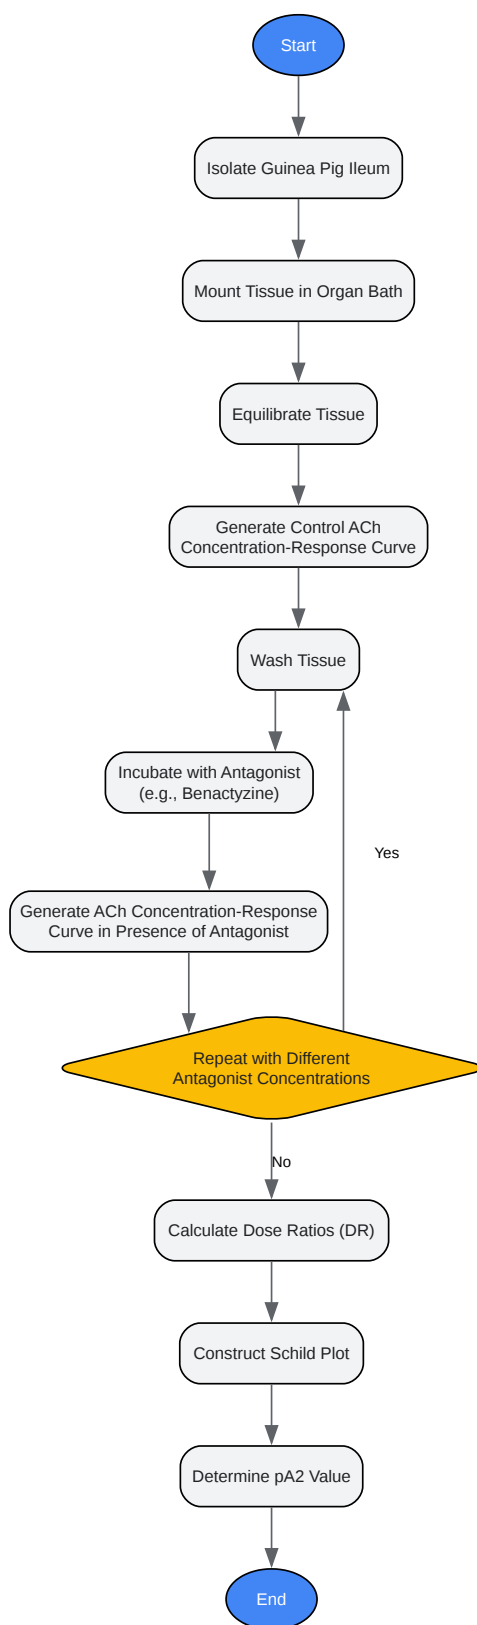 Start
Isolate Guinea Pig Ileum
Mount Tissue in Organ Bath
Equilibrate Tissue
Generate Control ACh
Concentration-Response Curve
Wash Tissue
Incubate with Antagonist
(e.g., Benactyzine)
Yes
Generate ACh Concentration-Response
Curve in Presence of Antagonist
Repeat with Different
Antagonist Concentrations
No
Calculate Dose Ratios (DR)
Construct Schild Plot
Determine pA2 Value
End